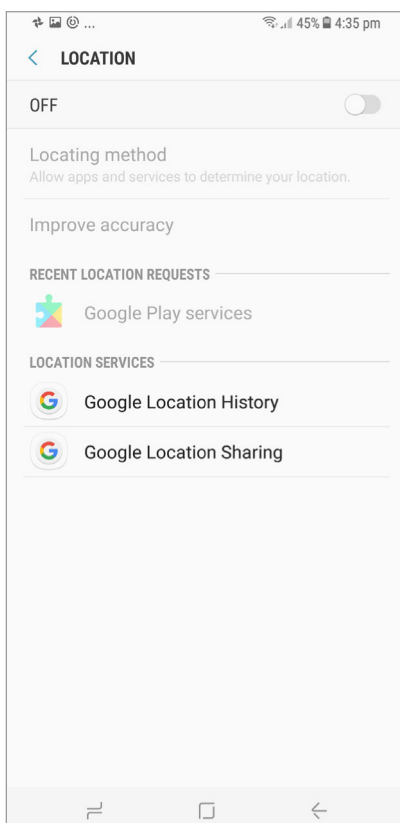 ... 45% 4:35 pm
LOCATION
OFF
Locating method
Allow apps and services to determine your location.
Improve accuracy
RECENT LOCATION REQUESTS
Google Play services
LOCATION SERVICES
G Google Location History
G Google Location Sharing